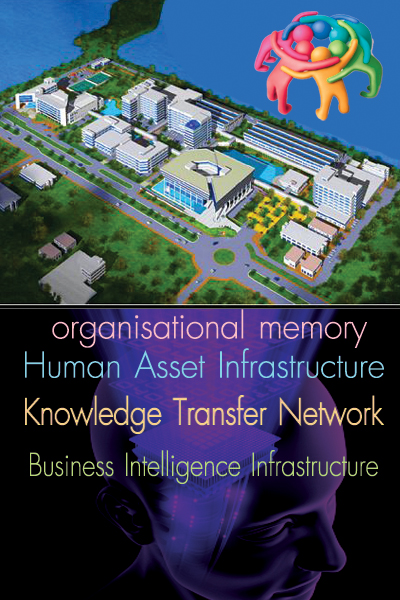 organisational memory
Human Asset Infrastructure
Knowledge Transfer Network
Business Intelligence Infrastructure